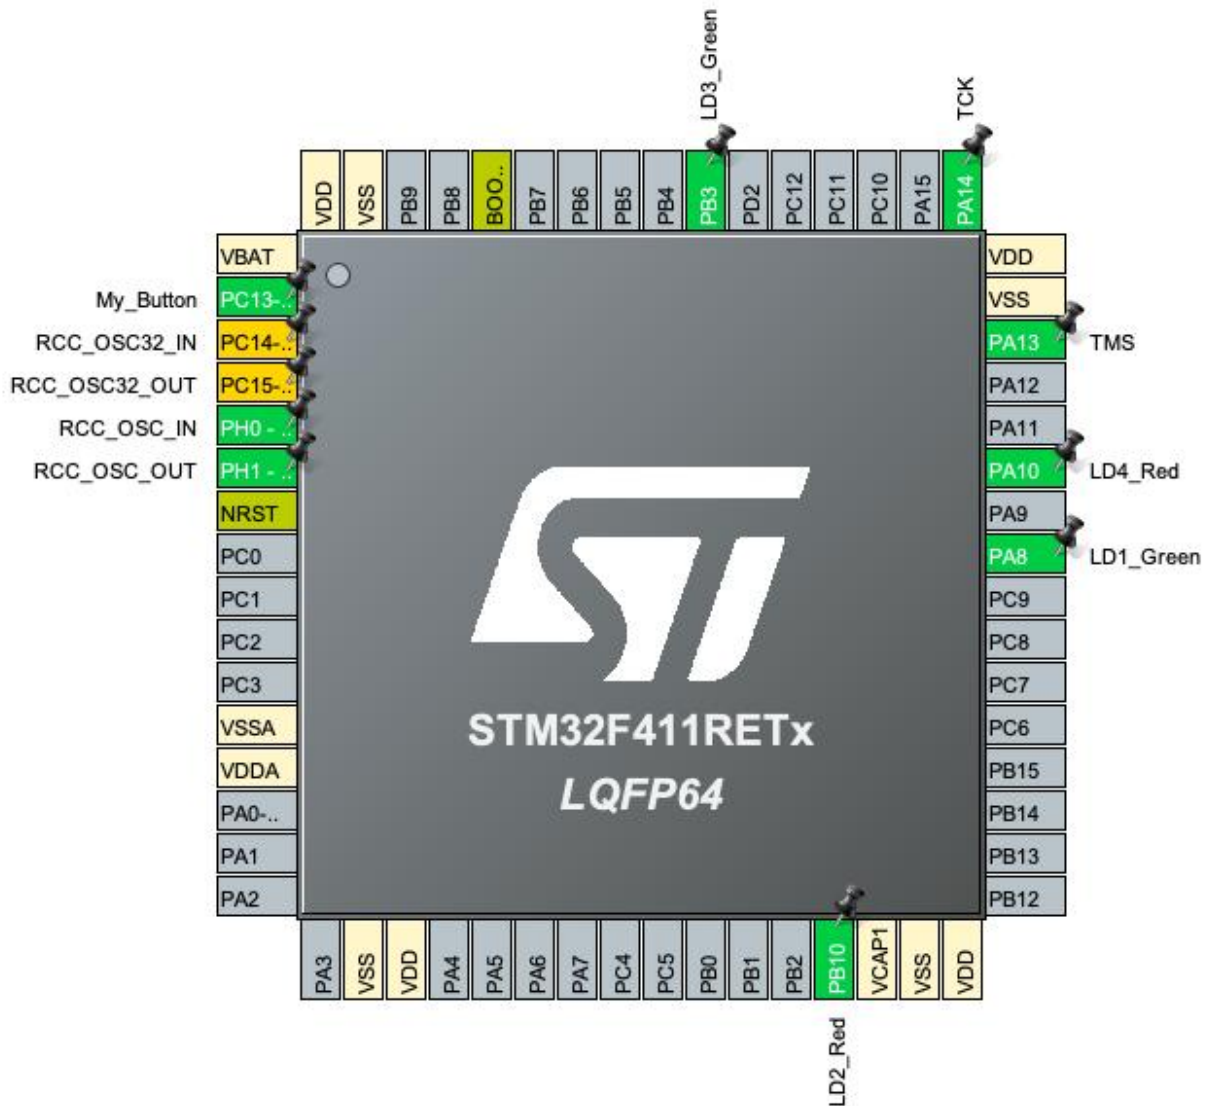 LD3_Green
TCK
VDD
VSS
PB9
PB8
BOO..
PB7
PB6
PB5
PB4
PB3
PD2
PC12
PC11
PC10
PA15
PA14
VBAT
My_Button PC13-..
RCC_OSC32_IN PC14-..
RCC_OSC32_OUT PC15-..
RCC_OSC_IN PH0 - ..
RCC_OSC_OUT PH1 - ..
NRST
PC0
PC1
PC2
PC3
VSSA
VDDA
PA0-..
PA1
PA2
ST
STM32F411RETx
LQFP64
VDD
VSS
PA13 TMS
PA12
PA11
PA10 LD4_Red
PA9
PA8 LD1_Green
PC9
PC8
PC7
PC6
PB15
PB14
PB13
PB12
PA3
VSS
VDD
PA4
PA5
PA6
PA7
PC4
PC5
PB0
PB1
PB2
PB10
VCAP1
VSS
VDD
LD2_Red